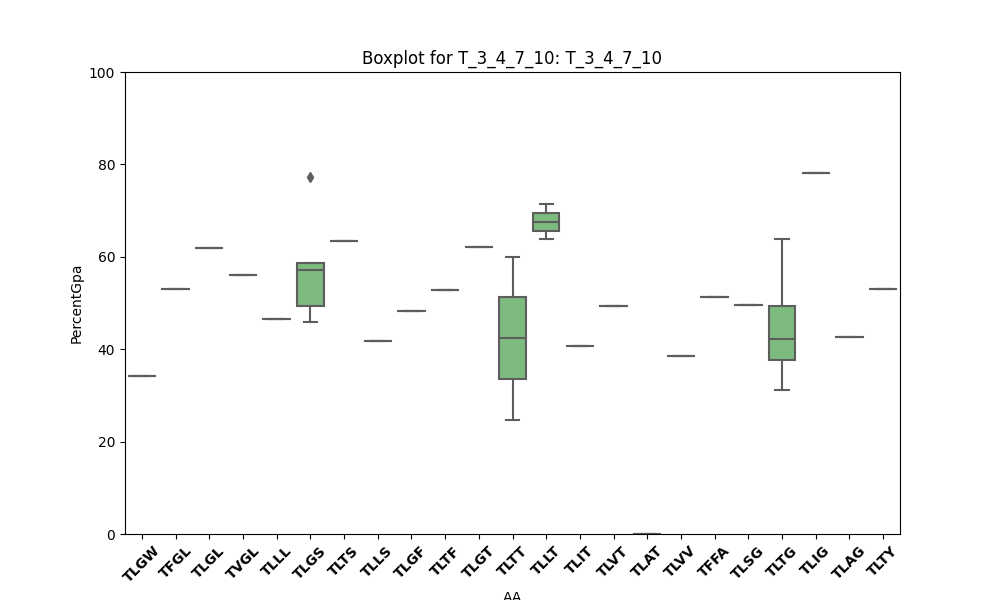 Boxplot for T_3_4_7_10: T_3_4_7_10
100
80
60
40
20
0
PercentGpa
TLGW TFGL TLGL TVGL TLLL TLGS TLTS TLLS TLGF TLTF TLGT TLTT TLLT TLIT TLVT TLAT TLVV TFFA TLSG TLTG TLIG TLAG TLTY
AA